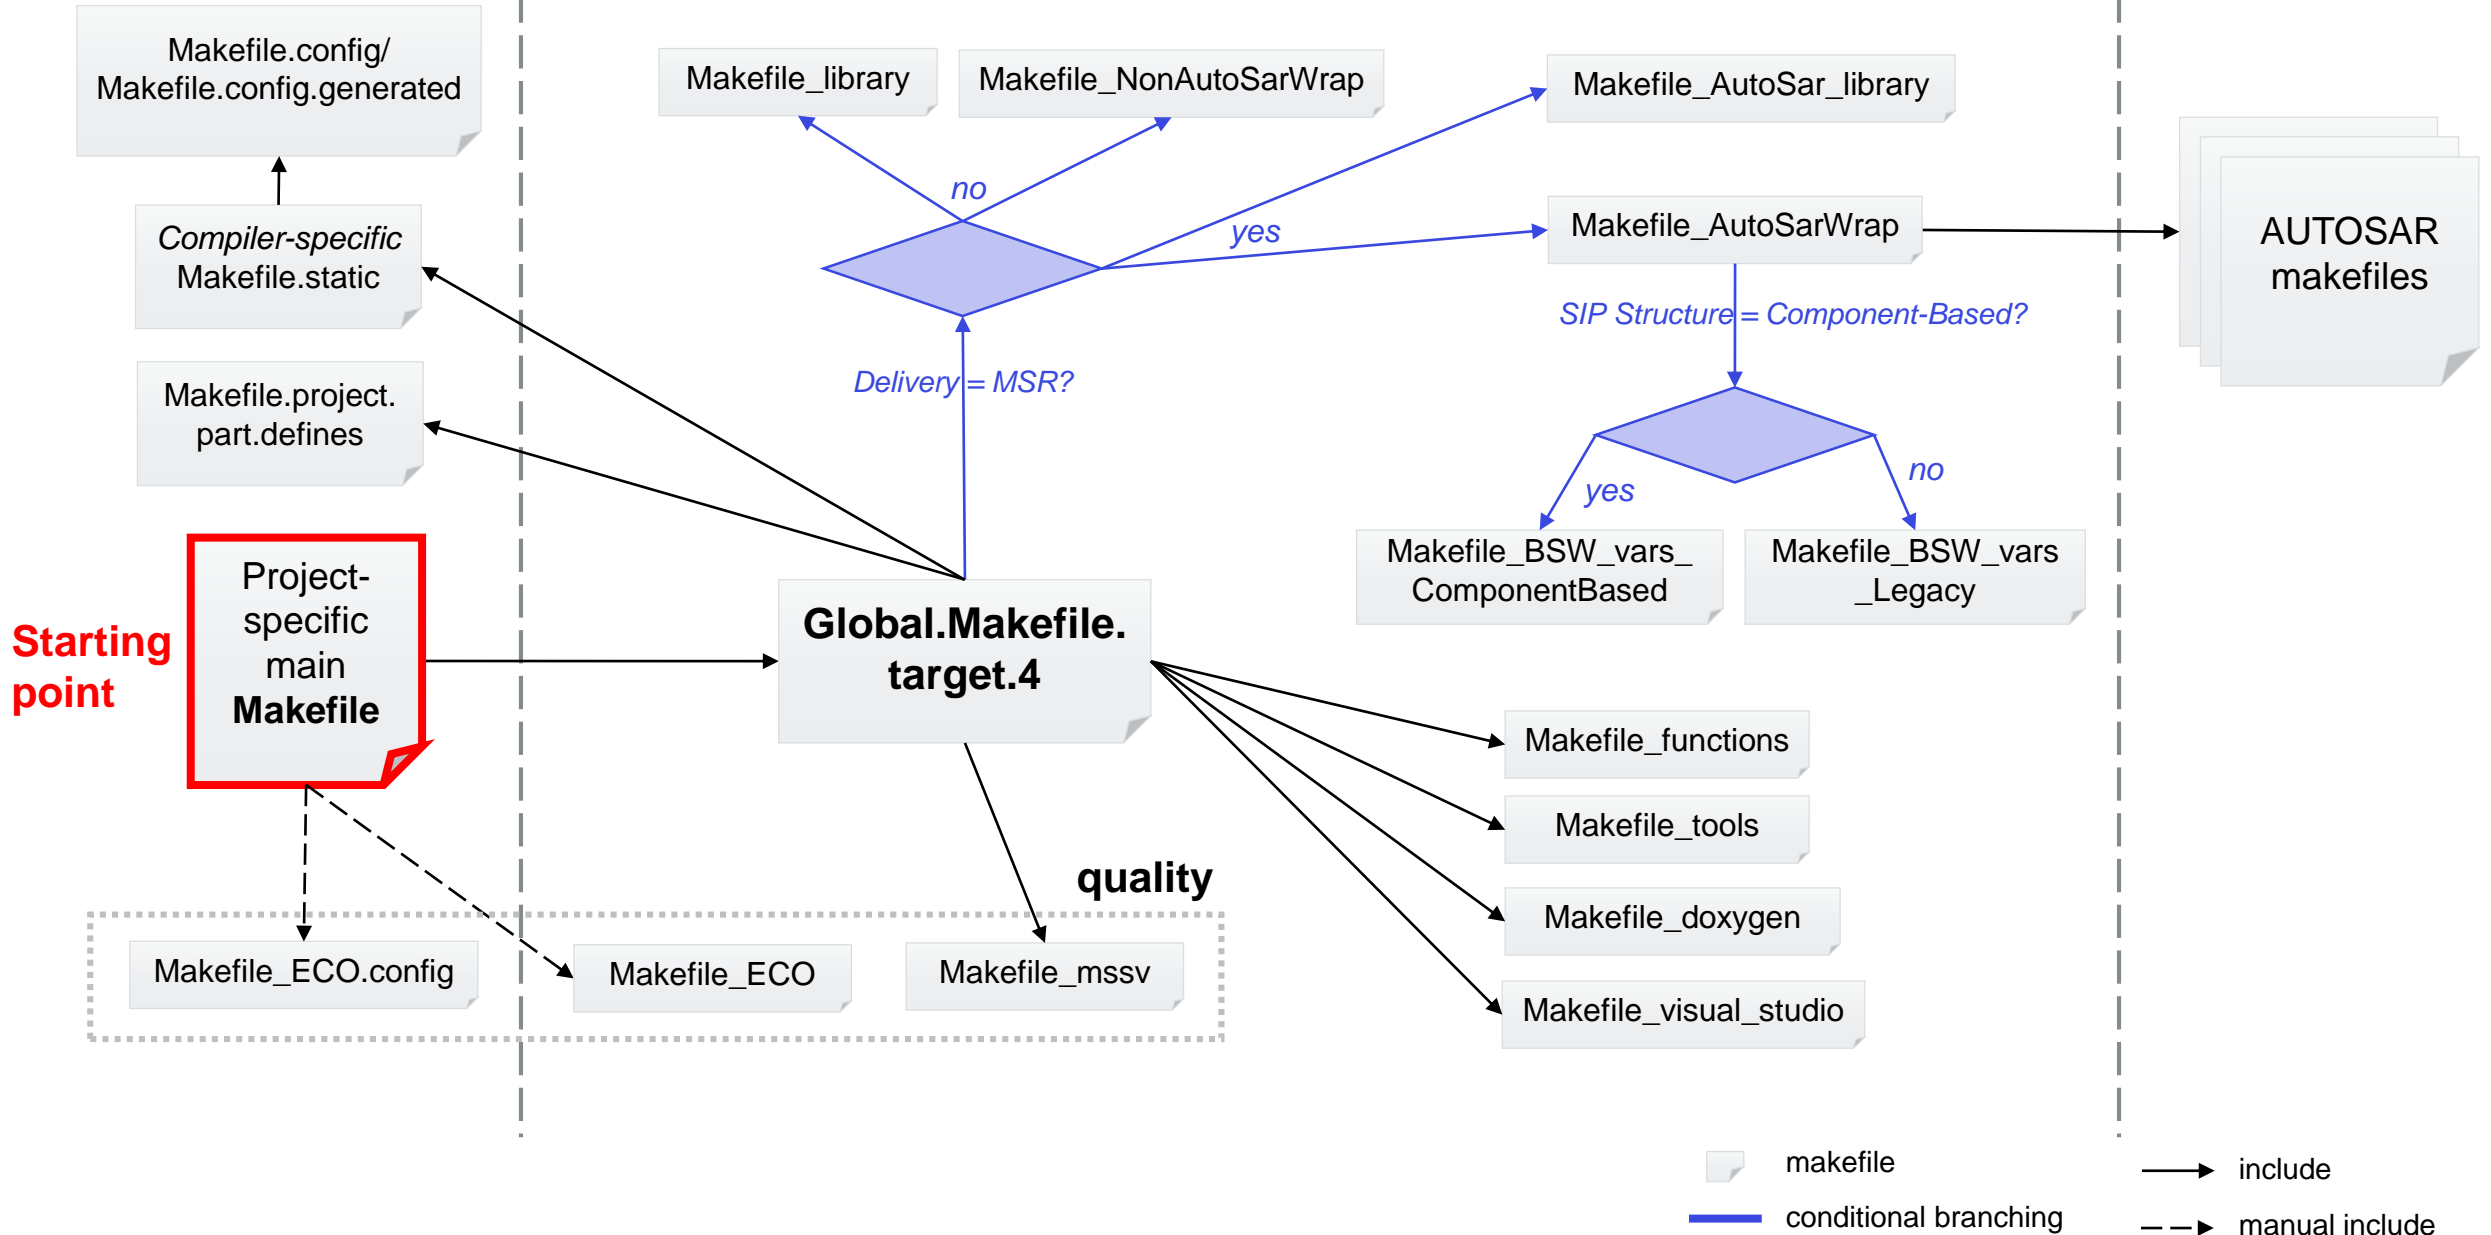 Makefile.config/
Makefile.config.generated
Makefile_library
Makefile_NonAutoSarWrap
Makefile_AutoSar_library
no
yes
Compiler-specific
Makefile.static
Makefile_AutoSarWrap
AUTOSAR
makefiles
SIP Structure = Component-Based?
Delivery = MSR?
Makefile.project.
part.defines
yes
no
Makefile_BSW_vars_
ComponentBased
Makefile_BSW_vars
_Legacy
Starting
point
Project-
specific
main
Makefile
Global.Makefile.
target.4
Makefile_functions
Makefile_tools
Makefile_doxygen
Makefile_visual_studio
quality
Makefile_ECO.config
Makefile_ECO
Makefile_mssv
makefile
include
conditional branching
manual include